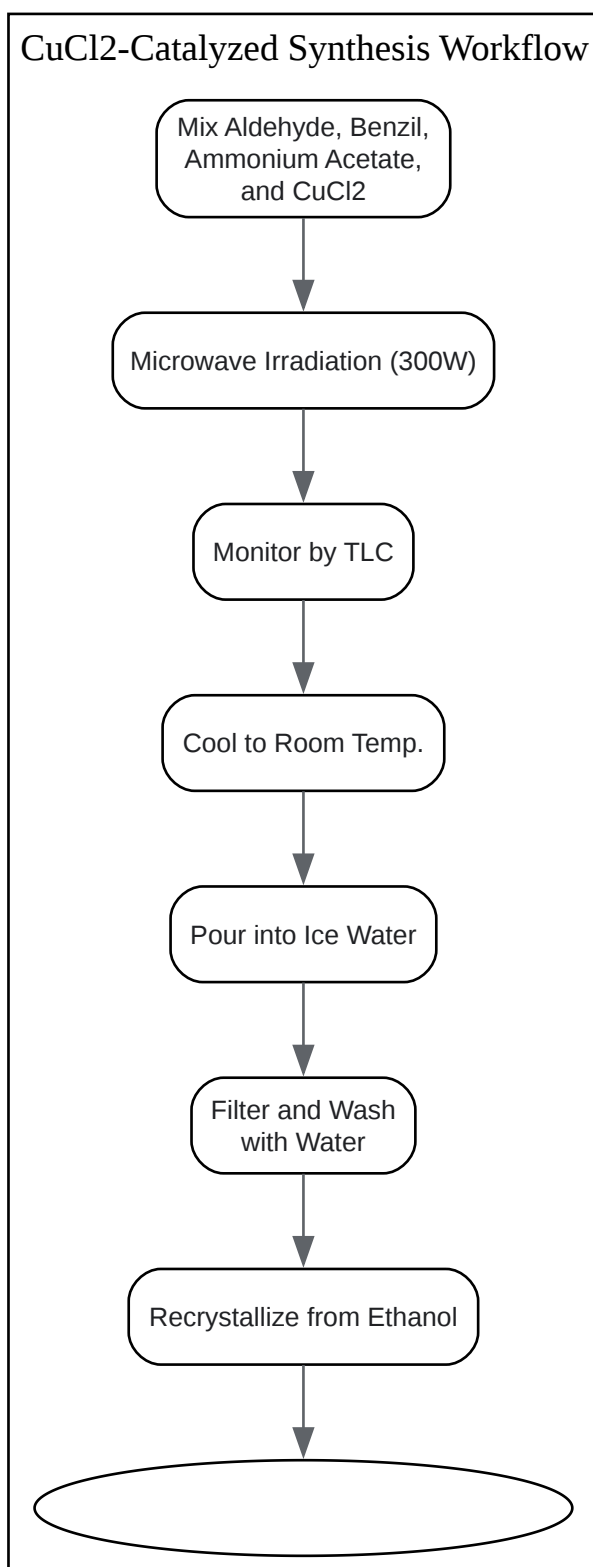 CuCl2-Catalyzed Synthesis Workflow
Mix Aldehyde, Benzil,
Ammonium Acetate,
and CuCl2
Microwave Irradiation (300W)
Monitor by TLC
Cool to Room Temp.
Pour into Ice Water
Filter and Wash
with Water
Recrystallize from Ethanol